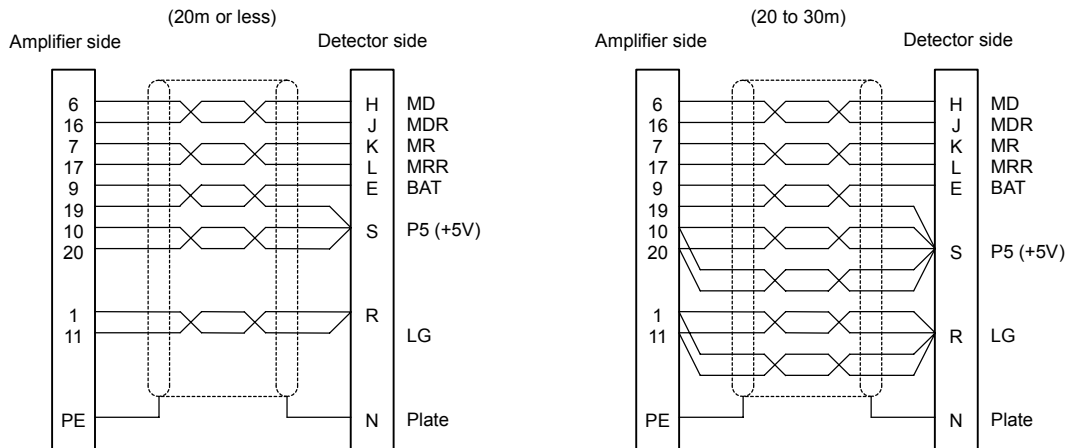 (20m or less)
Amplifier side Detector side
6 H MD
16 J MDR
7 K MR
17 L MRR
9 E BAT
19
10 S P5 (+5V)
20
1 R
11 LG
PE N Plate
(20 to 30m)
Amplifier side Detector side
6 H MD
16 J MDR
7 K MR
17 L MRR
9 E BAT
19
10
20 S P5 (+5V)
1
11 R LG
PE N Plate